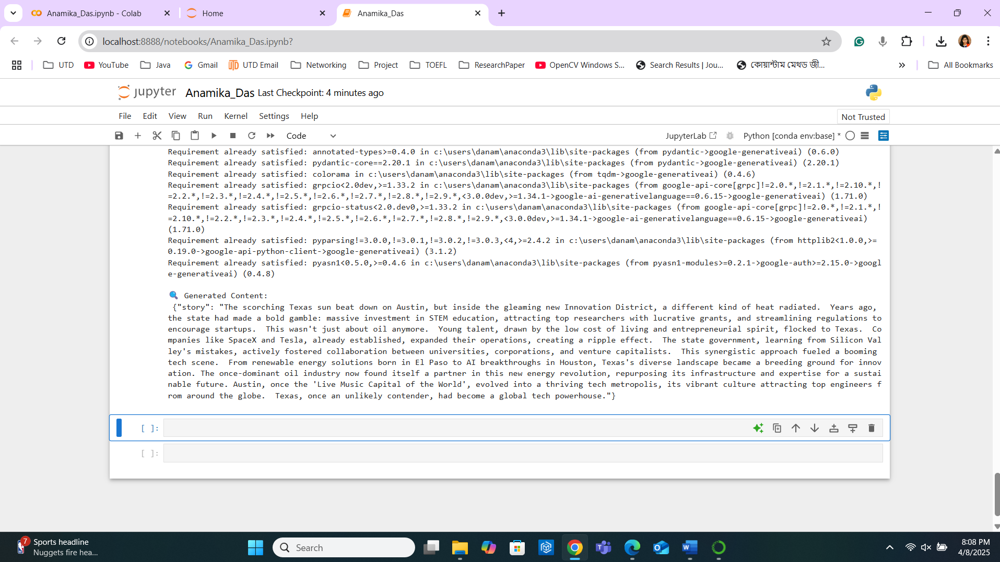 Anamika_Das.ipynb - Colab
Home
Anamika_Das
localhost:8888/notebooks/Anamika_Das.ipynb?
UTD
YouTube
Java
Gmail
UTD Email
Networking
Project
TOEFL
ResearchPaper
OpenCV Windows S...
Search Results | Jou...
কোয়ান্টাম মেথড জী...
»
All Bookmarks
jupyter
Anamika_Das Last Checkpoint: 4 minutes ago
File Edit View Run Kernel Settings Help
Not Trusted
Code
JupyterLab
Python [conda env:base] *
Requirement already satisfied: annotated-types>=0.4.0 in c:\users\danam\anaconda3\lib\site-packages (from pydantic->google-generativeai) (0.6.0)
Requirement already satisfied: pydantic-core==2.20.1 in c:\users\danam\anaconda3\lib\site-packages (from pydantic->google-generativeai) (2.20.1)
Requirement already satisfied: colorama in c:\users\danam\anaconda3\lib\site-packages (from tqdm->google-generativeai) (0.4.6)
Requirement already satisfied: grpcio<2.0dev,>=1.33.2 in c:\users\danam\anaconda3\lib\site-packages (from google-api-core[grpc]!=2.0.*,!=2.1.*,!=2.10.*,!
=2.2.*,!=2.3.*,!=2.4.*,!=2.5.*,!=2.6.*,!=2.7.*,!=2.8.*,!=2.9.*,<3.0.0dev,>=1.34.1->google-ai-generativelanguage==0.6.15->google-generativeai) (1.71.0)
Requirement already satisfied: grpcio-status<2.0.dev0,>=1.33.2 in c:\users\danam\anaconda3\lib\site-packages (from google-api-core[grpc]!=2.0.*,!=2.1.*,!
=2.10.*,!=2.2.*,!=2.3.*,!=2.4.*,!=2.5.*,!=2.6.*,!=2.7.*,!=2.8.*,!=2.9.*,<3.0.0dev,>=1.34.1->google-ai-generativelanguage==0.6.15->google-generativeai)
(1.71.0)
Requirement already satisfied: pyparsing!=3.0.0,!=3.0.1,!=3.0.2,!=3.0.3,<4,>=2.4.2 in c:\users\danam\anaconda3\lib\site-packages (from httplib2<1.0.0,>=
0.19.0->google-api-python-client->google-generativeai) (3.1.2)
Requirement already satisfied: pyasn1<0.5.0,>=0.4.6 in c:\users\danam\anaconda3\lib\site-packages (from pyasn1-modules>=0.2.1->google-auth>=2.15.0->googl
e-generativeai) (0.4.8)
🔍 Generated Content:
{"story": "The scorching Texas sun beat down on Austin, but inside the gleaming new Innovation District, a different kind of heat radiated.  Years ago,
the state had made a bold gamble: massive investment in STEM education, attracting top researchers with lucrative grants, and streamlining regulations to
encourage startups.  This wasn't just about oil anymore.  Young talent, drawn by the low cost of living and entrepreneurial spirit, flocked to Texas.  Co
mpanies like SpaceX and Tesla, already established, expanded their operations, creating a ripple effect.  The state government, learning from Silicon Val
ley's mistakes, actively fostered collaboration between universities, corporations, and venture capitalists.  This synergistic approach fueled a booming
tech scene.  From renewable energy solutions born in El Paso to AI breakthroughs in Houston, Texas's diverse landscape became a breeding ground for innov
ation. The once-dominant oil industry now found itself a partner in this new energy revolution, repurposing its infrastructure and expertise for a sustai
nable future. Austin, once the 'Live Music Capital of the World', evolved into a thriving tech metropolis, its vibrant culture attracting top engineers f
rom around the globe.  Texas, once an unlikely contender, had become a global tech powerhouse."}
[ ]:
[ ]:
7
Sports headline
Nuggets fire hea...
Search
8:08 PM
4/8/2025